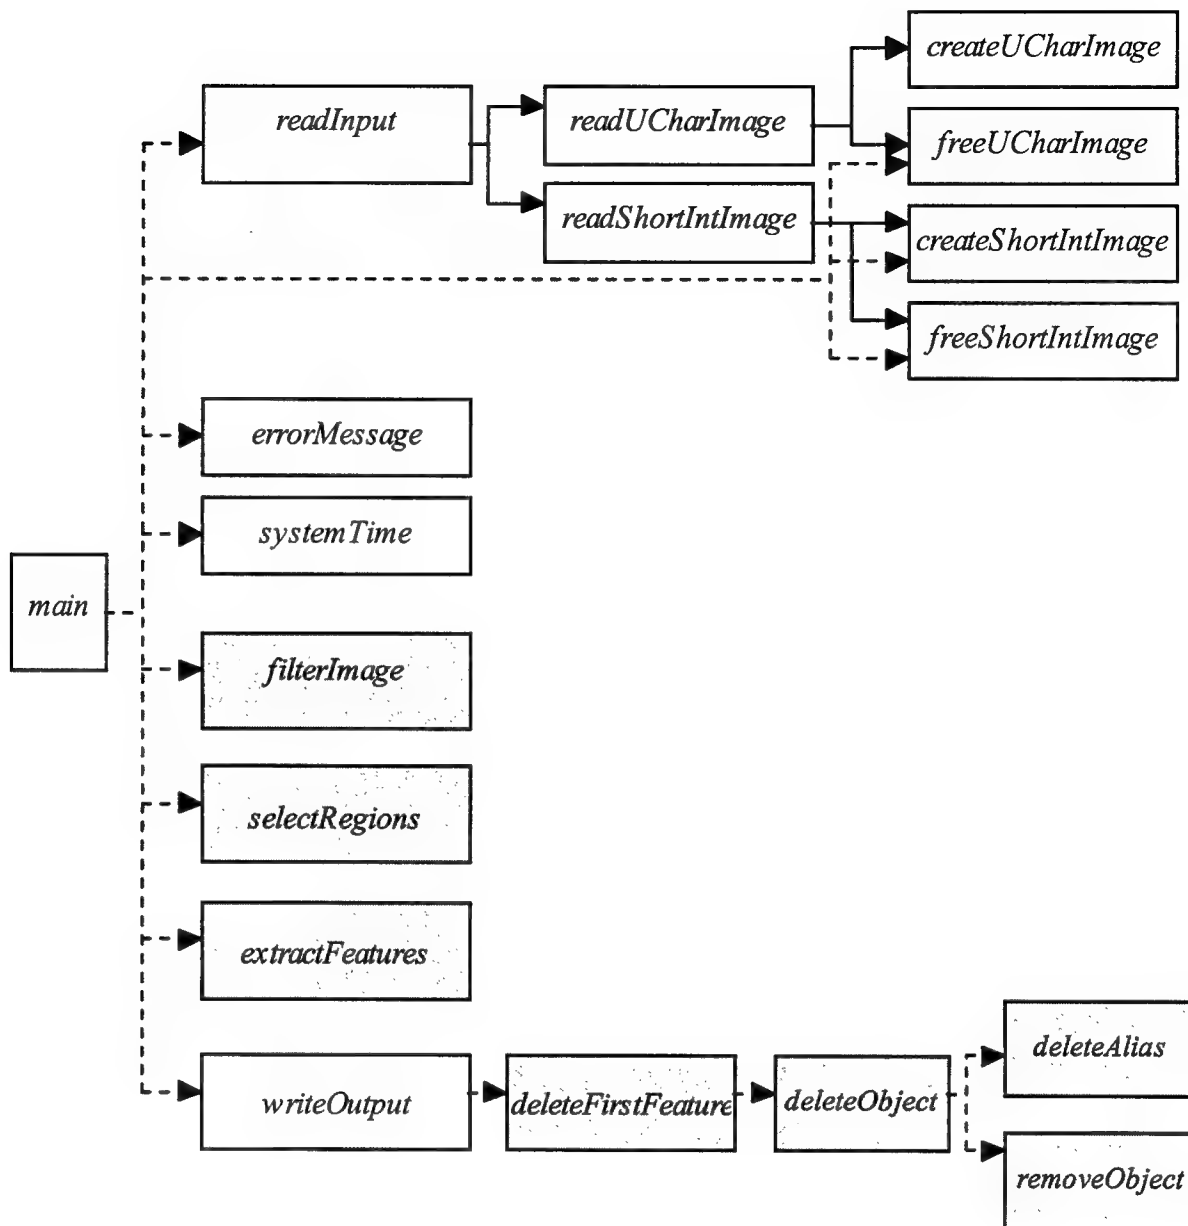 createUCharImage
readInput
readUCharImage
freeUCharImage
readShortIntImage
createShortIntImage
freeShortIntImage
errorMessage
systemTime
main
filterImage
selectRegions
extractFeatures
deleteAlias
writeOutput
deleteFirstFeature
deleteObject
removeObject